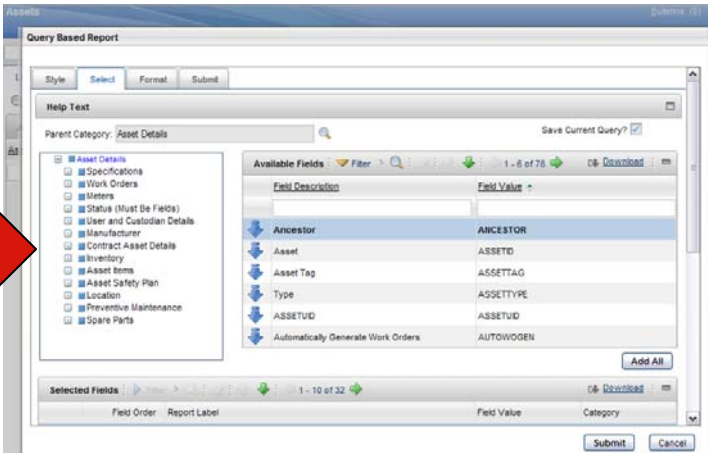 Assets
Bulletins: (0)
Query Based Report
Style Select Format Submit
Help Text
Parent Category: Asset Details
Save Current Query?
Asset Details
Specifications
Work Orders
Meters
Status (Must Be Fields)
User and Custodian Details
Manufacturer
Contract Asset Details
Inventory
Asset Items
Asset Safety Plan
Location
Preventive Maintenance
Spare Parts
Available Fields Filter 1 - 6 of 78 Download
Field Description Field Value
Ancestor ANCESTOR
Asset ASSETID
Asset Tag ASSETTAG
Type ASSETTYPE
ASSETUID ASSETUID
Automatically Generate Work Orders AUTOWOGEN
Add All
Selected Fields Filter 1 - 10 of 32 Download
Field Order Report Label Field Value Category
Submit Cancel